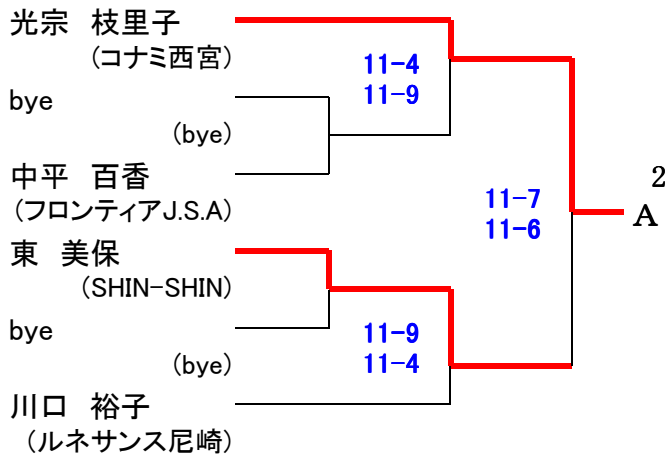 光宗 枝里子
(コナミ西宮)
11-4
11-9
bye
(bye)
中平 百香
(フロンティアJ.S.A)
2
11-7
11-6
A
東 美保
(SHIN-SHIN)
bye
(bye)
11-9
11-4
川口 裕子
(ルネサンス尼崎)